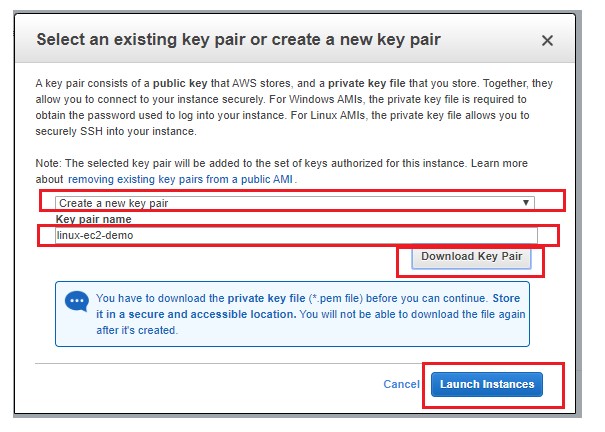 Select an existing key pair or create a new key pair
A key pair consists of a public key that AWS stores, and a private key file that you store. Together, they
allow you to connect to your instance securely. For Windows AMIs, the private key file is required to
obtain the password used to log into your instance. For Linux AMIs, the private key file allows you to
securely SSH into your instance.
Note: The selected key pair will be added to the set of keys authorized for this instance. Learn more
about removing existing key pairs from a public AMI.
Create a new key pair
Key pair name
linux-ec2-demo
Download Key Pair
You have to download the private key file (*.pem file) before you can continue. Store
it in a secure and accessible location. You will not be able to download the file again
after it's created.
Cancel Launch Instances